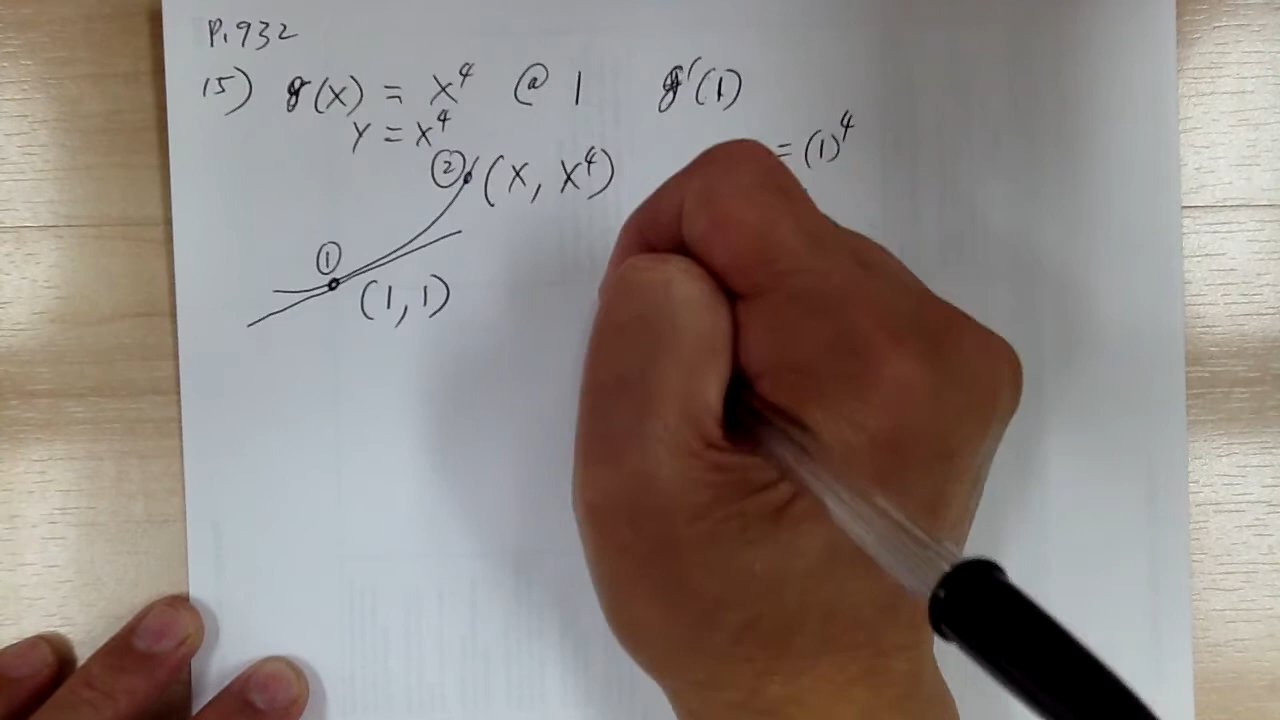 P. 932
15) g(x) = x⁴ @ 1 g'(1)
y = x⁴
= (1)⁴
② (x, x⁴)
①
(1, 1)